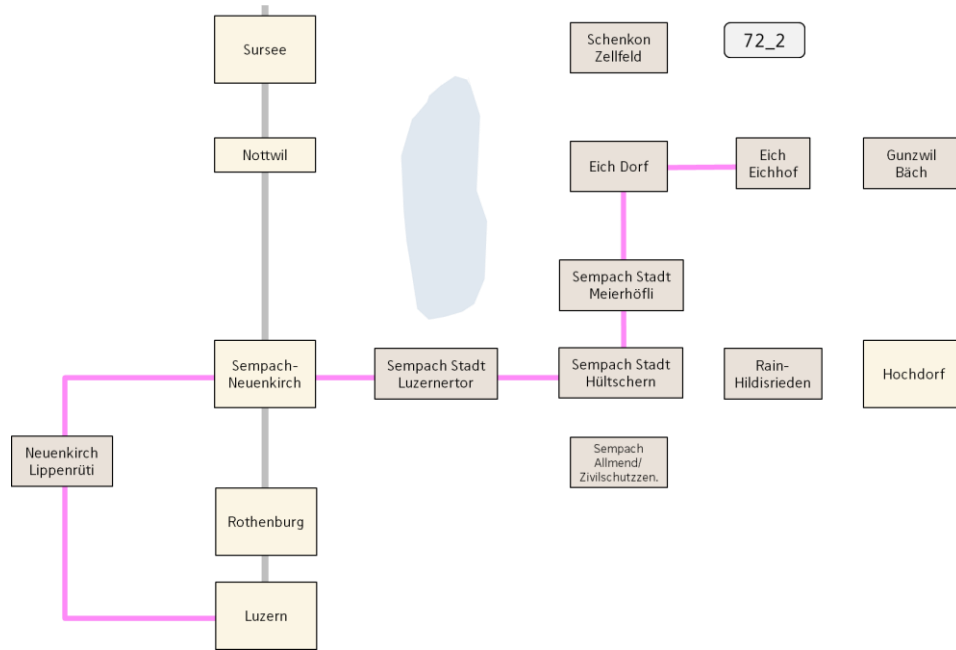 Sursee
Schenkon
Zellfeld
72_2
Nottwil
Eich Dorf
Eich
Eichhof
Gunzwil
Bäch
Sempach Stadt
Meierhöfli
Sempach-
Neuenkirch
Sempach Stadt
Luzernertor
Sempach Stadt
Hültschern
Rain-
Hildisrieden
Hochdorf
Neuenkirch
Lippenrüti
Sempach
Allmend/
Zivilschutzzen.
Rothenburg
Luzern